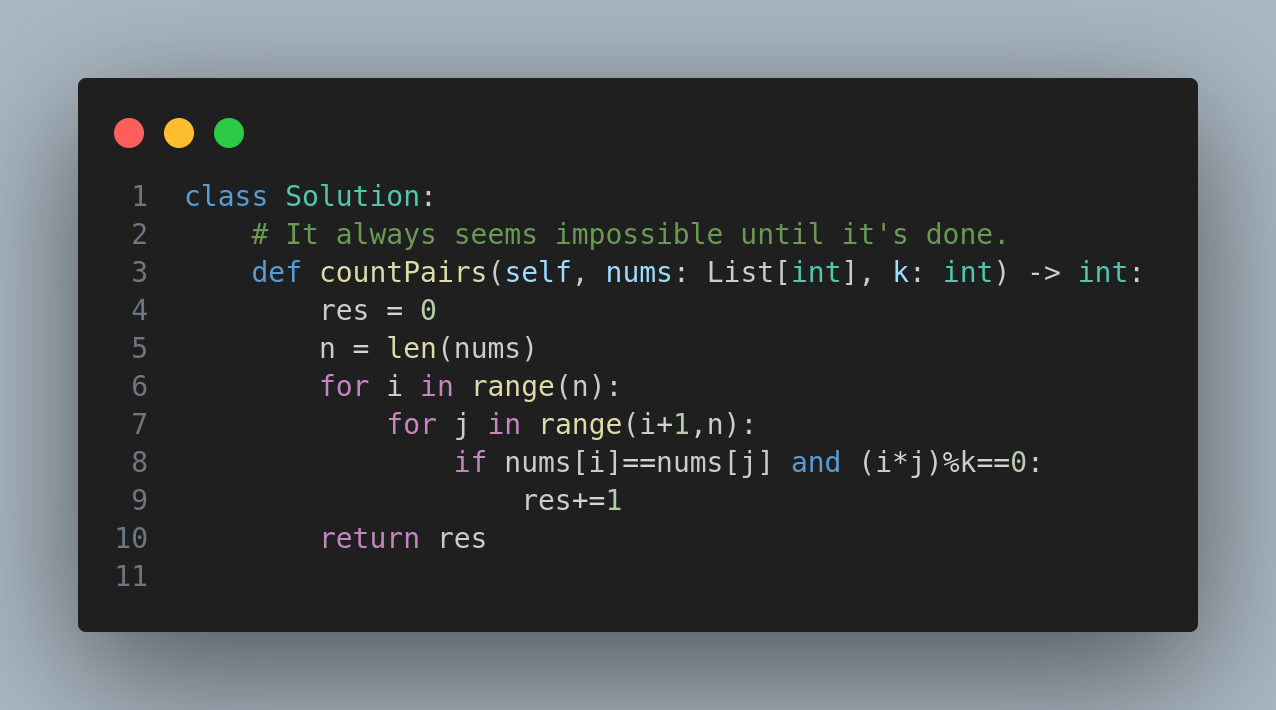 1 class Solution:
2     # It always seems impossible until it's done.
3     def countPairs(self, nums: List[int], k: int) -> int:
4         res = 0
5         n = len(nums)
6         for i in range(n):
7             for j in range(i+1,n):
8                 if nums[i]==nums[j] and (i*j)%k==0:
9                     res+=1
10         return res
11